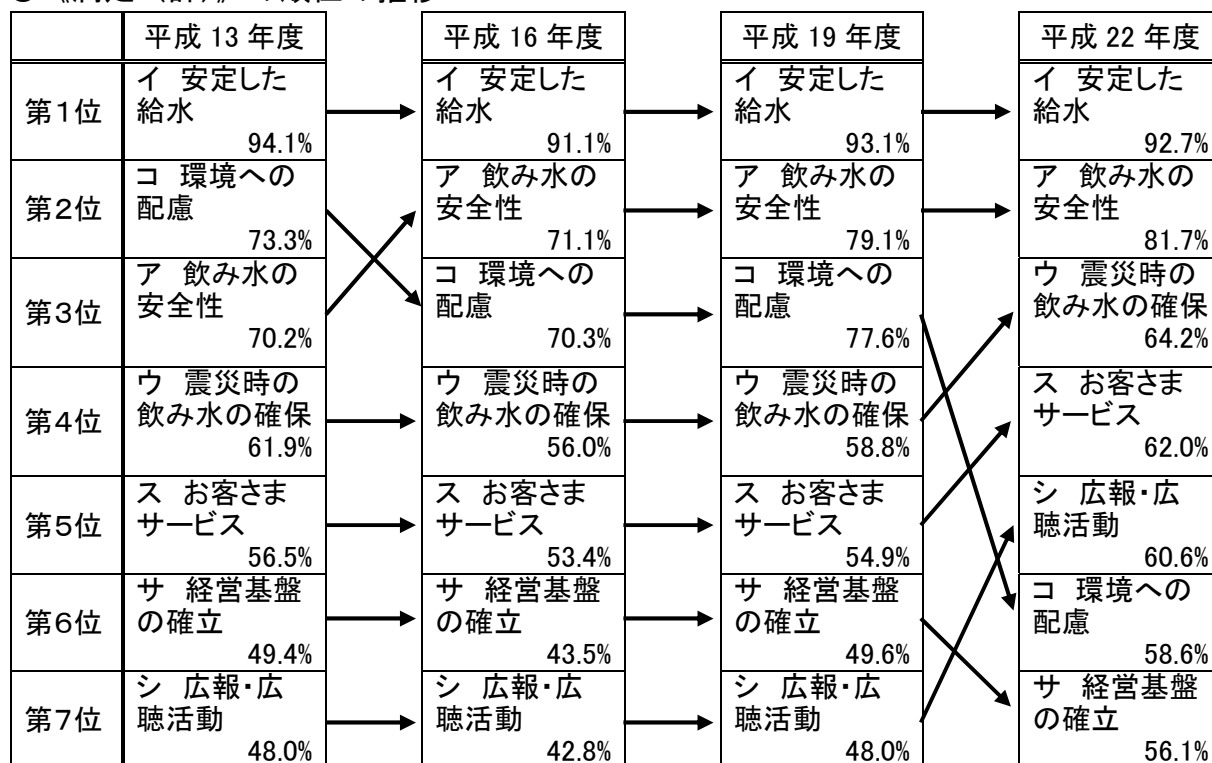 平成 13 年度 平成 16 年度 平成 19 年度 平成 22 年度
第1位
イ 安定した
給水
94.1%
イ 安定した
給水
91.1%
イ 安定した
給水
93.1%
イ 安定した
給水
92.7%
第2位
コ 環境への
配慮
73.3%
ア 飲み水の
安全性
71.1%
ア 飲み水の
安全性
79.1%
ア 飲み水の
安全性
81.7%
第3位
ア 飲み水の
安全性
70.2%
コ 環境への
配慮
70.3%
コ 環境への
配慮
77.6%
ウ 震災時の
飲み水の確保
64.2%
第4位
ウ 震災時の
飲み水の確保
61.9%
ウ 震災時の
飲み水の確保
56.0%
ウ 震災時の
飲み水の確保
58.8%
ス お客さま
サービス
62.0%
第5位
ス お客さま
サービス
56.5%
ス お客さま
サービス
53.4%
ス お客さま
サービス
54.9%
シ 広報・広
聴活動
60.6%
第6位
サ 経営基盤
の確立
49.4%
サ 経営基盤
の確立
43.5%
サ 経営基盤
の確立
49.6%
コ 環境への
配慮
58.6%
第7位
シ 広報・広
聴活動
48.0%
シ 広報・広
聴活動
42.8%
シ 広報・広
聴活動
48.0%
サ 経営基盤
の確立
56.1%